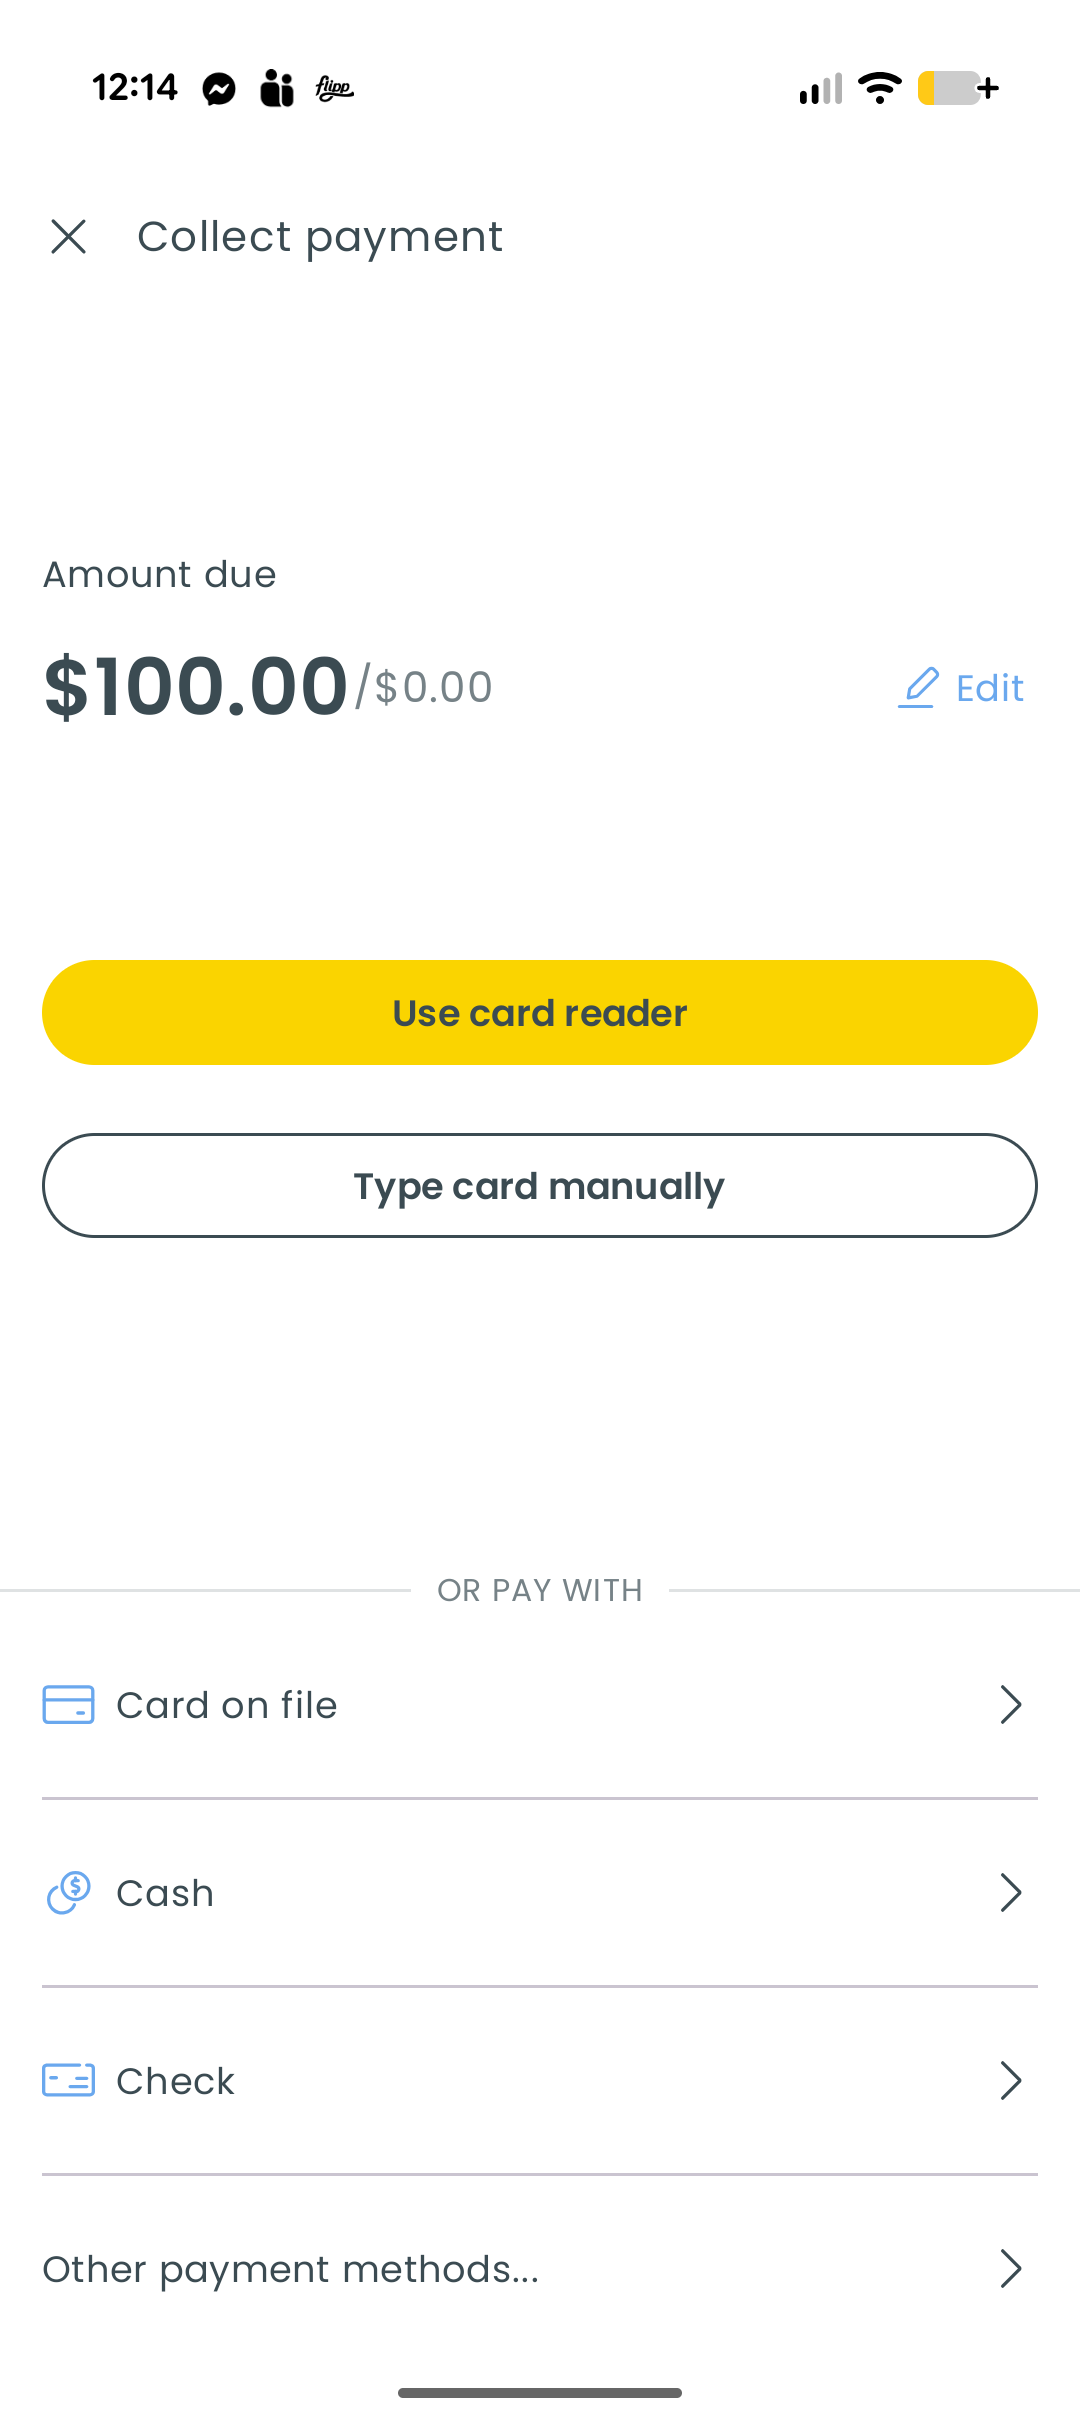 12:14 flipp
Collect payment
Amount due
$100.00/$0.00 Edit
Use card reader
Type card manually
OR PAY WITH
Card on file
Cash
Check
Other payment methods...